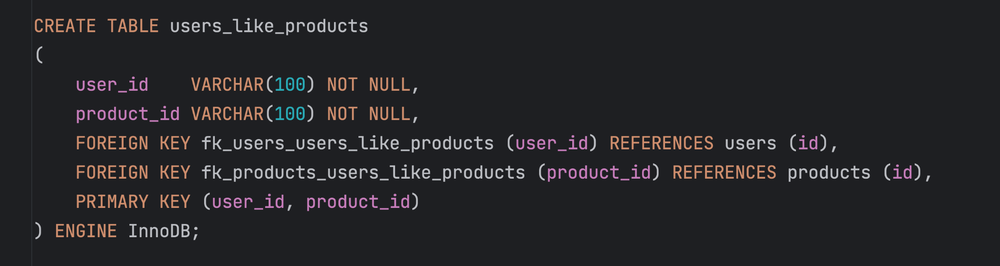 CREATE TABLE users_like_products
(
    user_id    VARCHAR(100) NOT NULL,
    product_id VARCHAR(100) NOT NULL,
    FOREIGN KEY fk_users_users_like_products (user_id) REFERENCES users (id),
    FOREIGN KEY fk_products_users_like_products (product_id) REFERENCES products (id),
    PRIMARY KEY (user_id, product_id)
) ENGINE InnoDB;